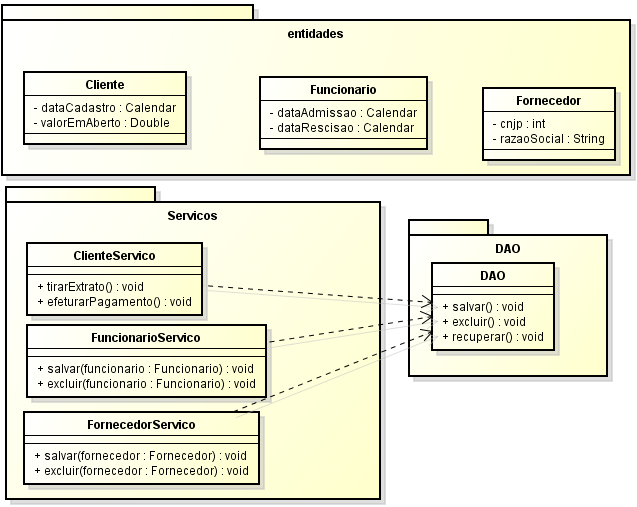 entidades
Cliente
- dataCadastro : Calendar
- valorEmAberto : Double
Funcionario
- dataAdmissao : Calendar
- dataRescisao : Calendar
Fornecedor
- cnjp : int
- razaoSocial : String
Servicos
ClienteServico
+ tirarExtrato() : void
+ efeturarPagamento() : void
FuncionarioServico
+ salvar(funcionario : Funcionario) : void
+ excluir(funcionario : Funcionario) : void
FornecedorServico
+ salvar(fornecedor : Fornecedor) : void
+ excluir(fornecedor : Fornecedor) : void
DAO
DAO
+ salvar() : void
+ excluir() : void
+ recuperar() : void